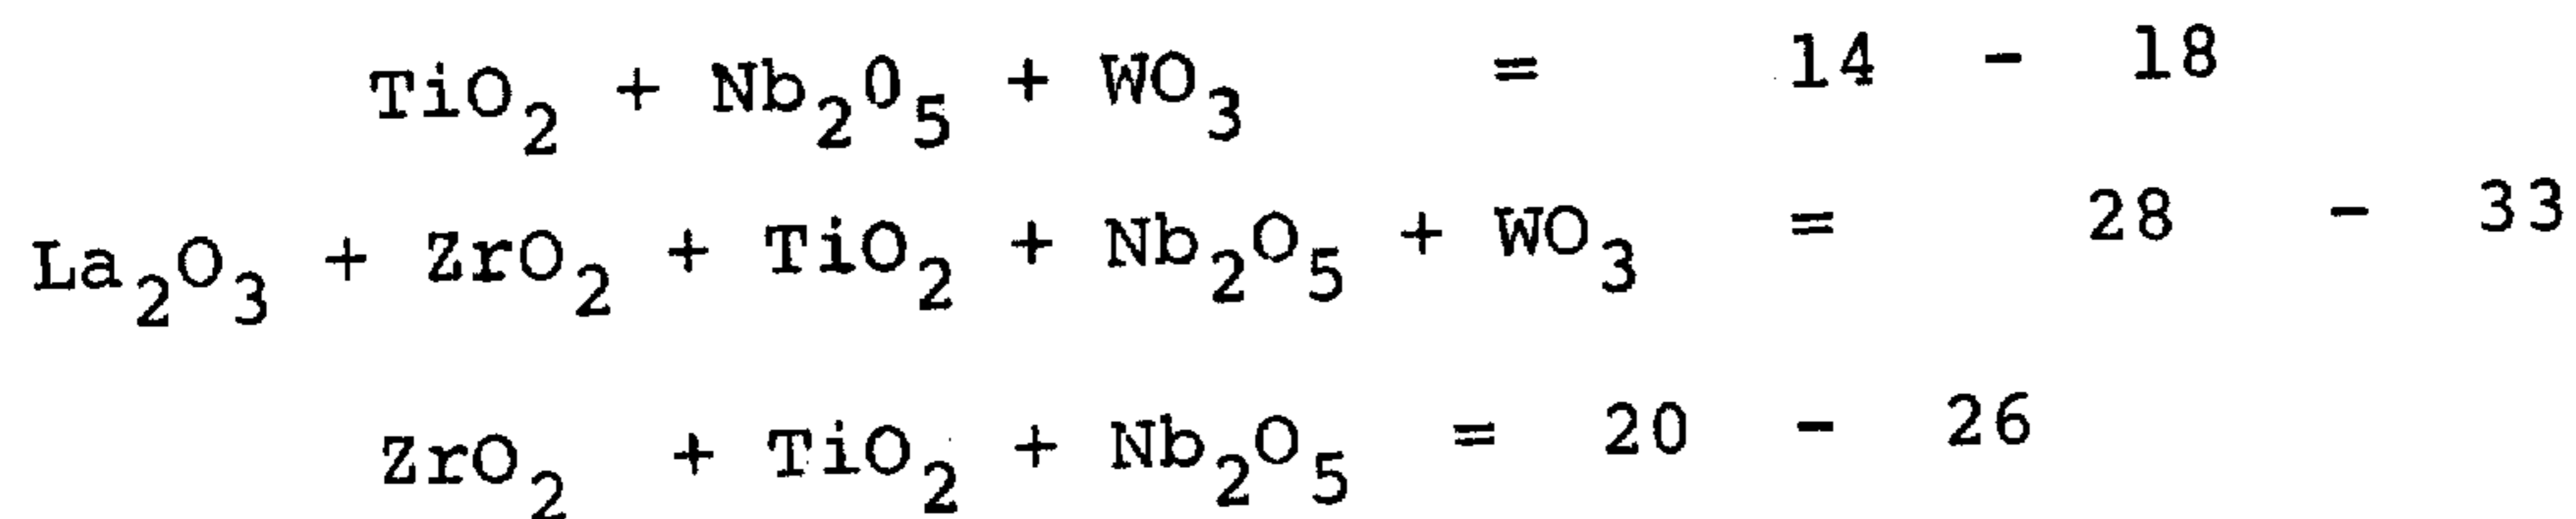 TiO₂ + Nb₂O₅ + WO₃ = 14 - 18
La₂O₃ + ZrO₂ + TiO₂ + Nb₂O₅ + WO₃ = 28 - 33
ZrO₂ + TiO₂ + Nb₂O₅ = 20 - 26